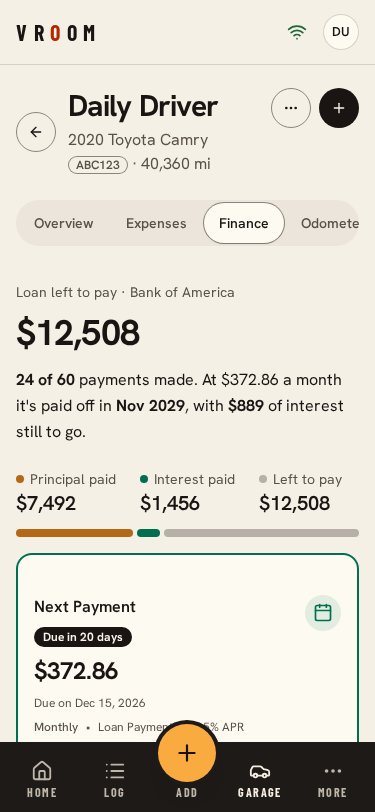 VROOM
DU
Daily Driver
2020 Toyota Camry
ABC123 · 40,360 mi
Overview Expenses Finance Odomete
Loan left to pay · Bank of America
$12,508
24 of 60 payments made. At $372.86 a month
it's paid off in Nov 2029, with $889 of interest
still to go.
Principal paid Interest paid Left to pay
$7,492 $1,456 $12,508
Next Payment
Due in 20 days
$372.86
Due on Dec 15, 2026
Monthly • Loan Paymen 5% APR
HOME LOG ADD GARAGE MORE